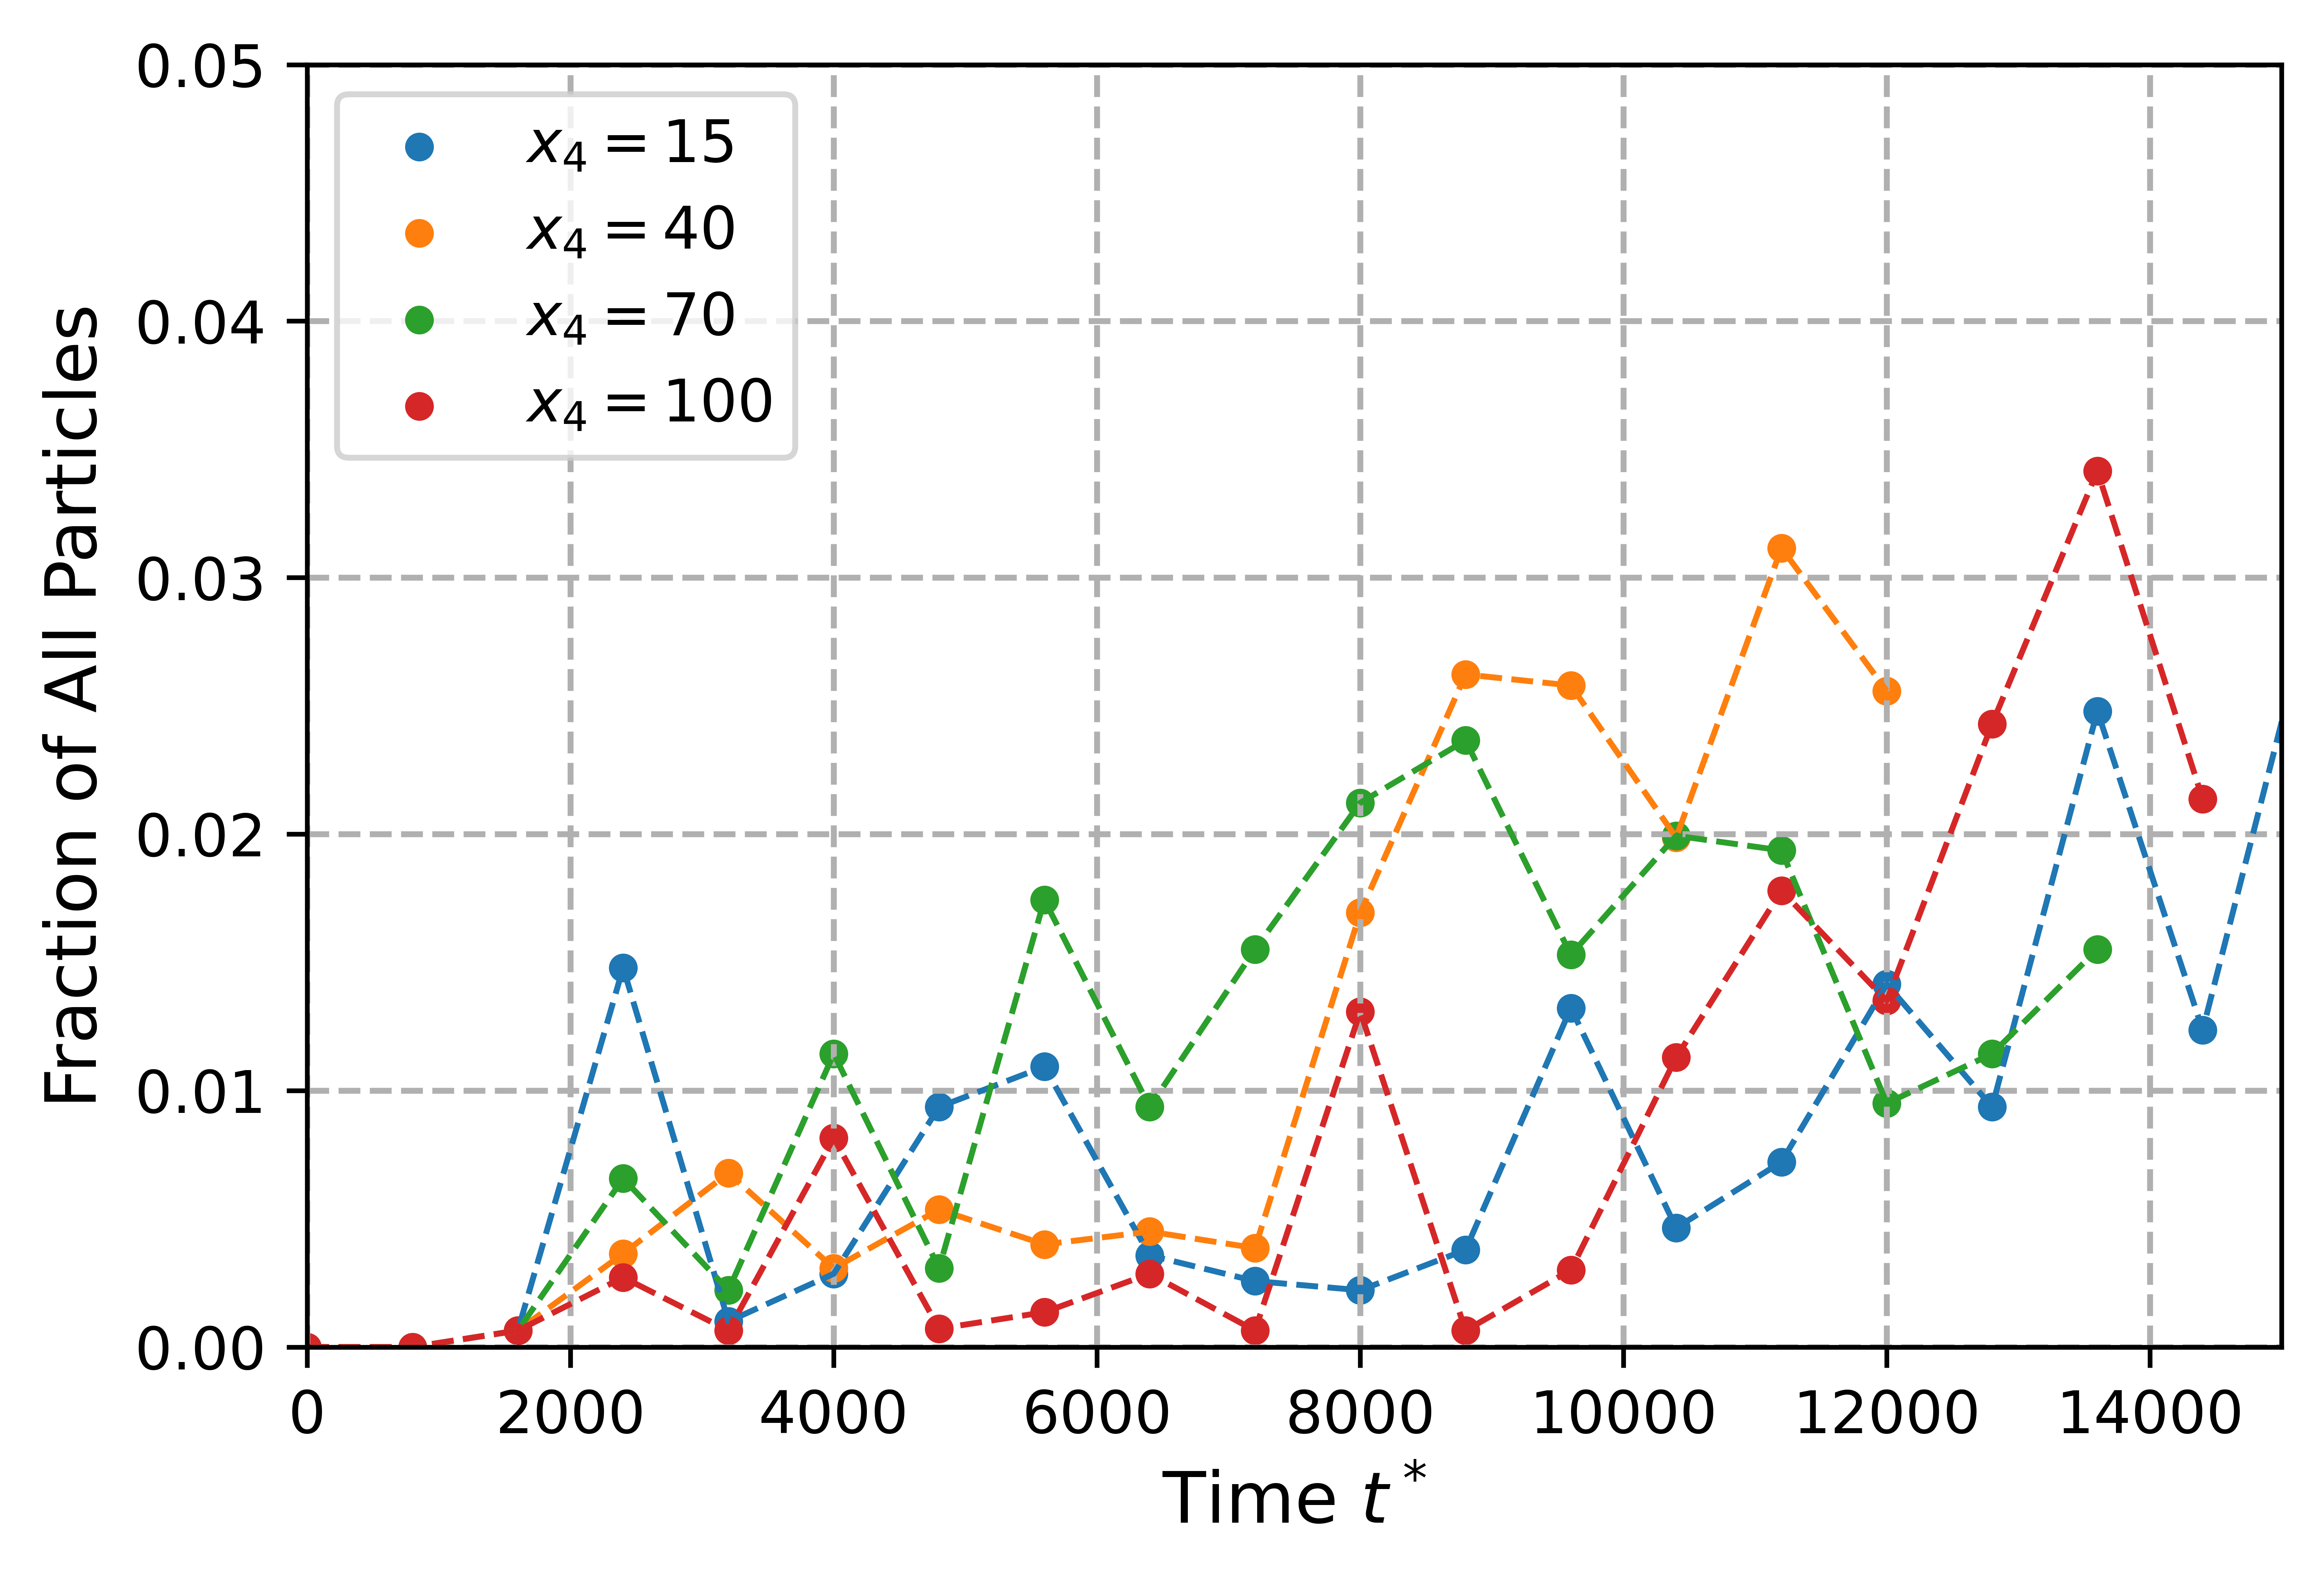 0.05
0.04
0.03
0.02
0.01
0.00
Fraction of All Particles
x₄ = 15
x₄ = 40
x₄ = 70
x₄ = 100
0 2000 4000 6000 8000 10000 12000 14000
Time t*